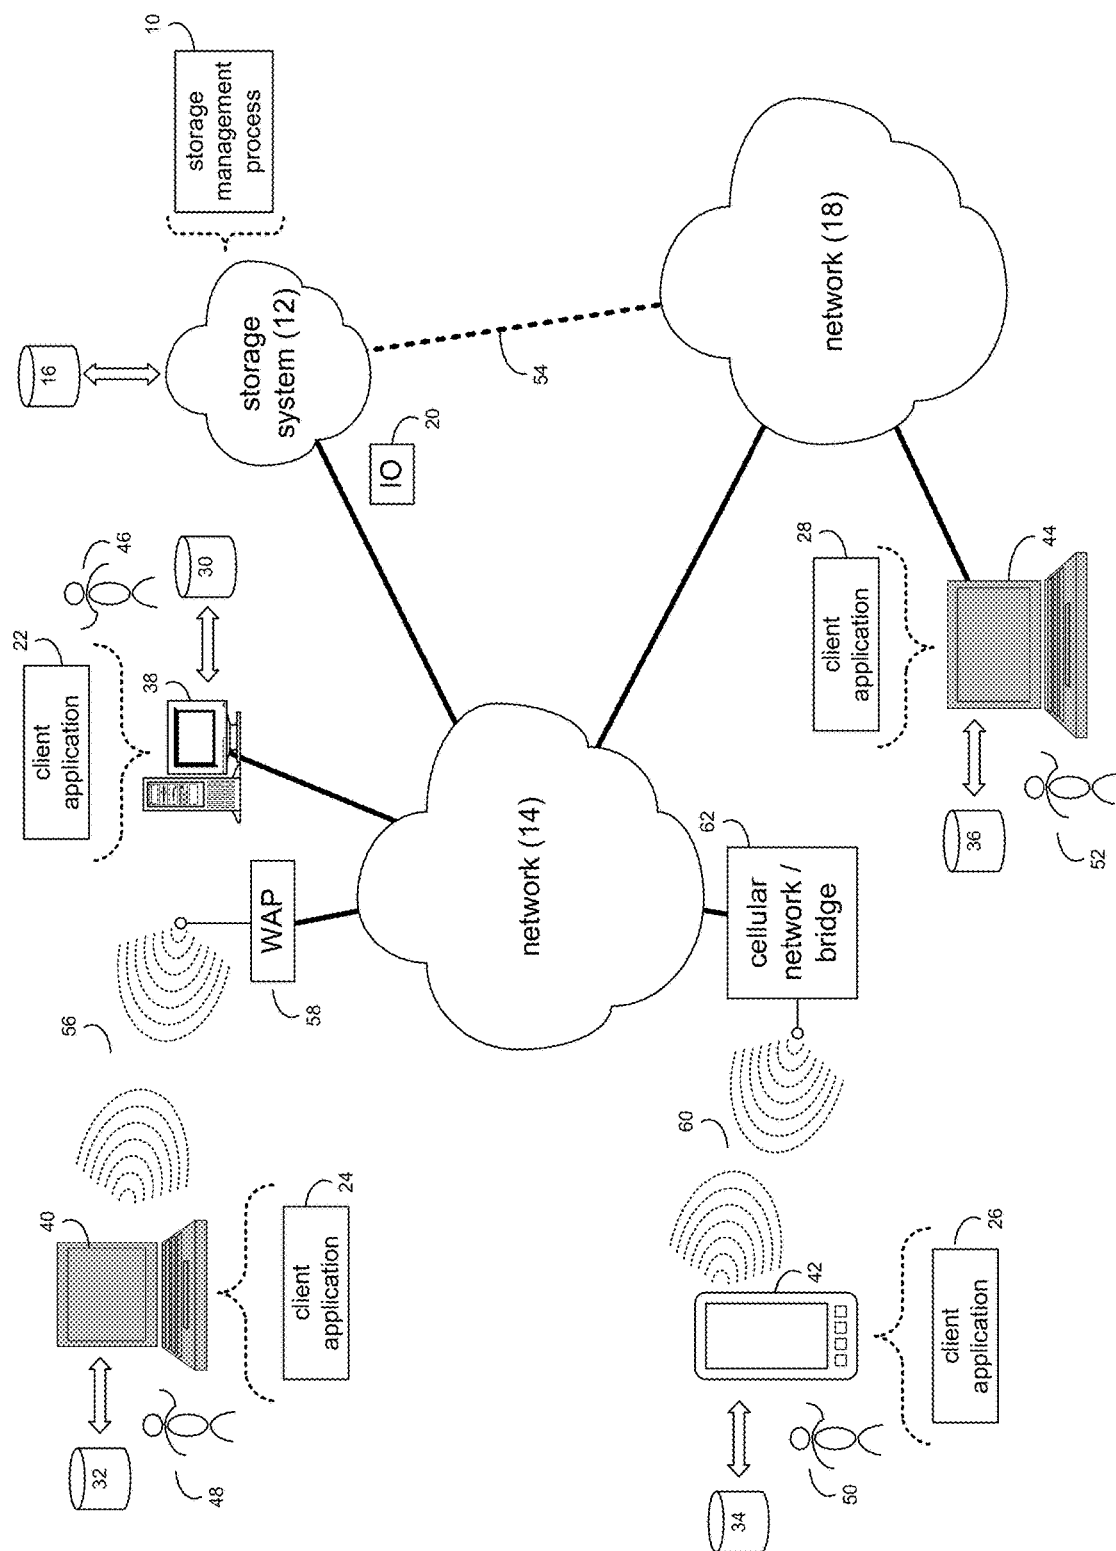 10
storage
management
process
16
storage
system (12)
54
network (18)
IO
20
46
30
22
client
application
38
28
client
application
44
network (14)
62
cellular
network /
bridge
36
52
WAP
58
56
60
40
24
client
application
32
48
42
26
client
application
34
50